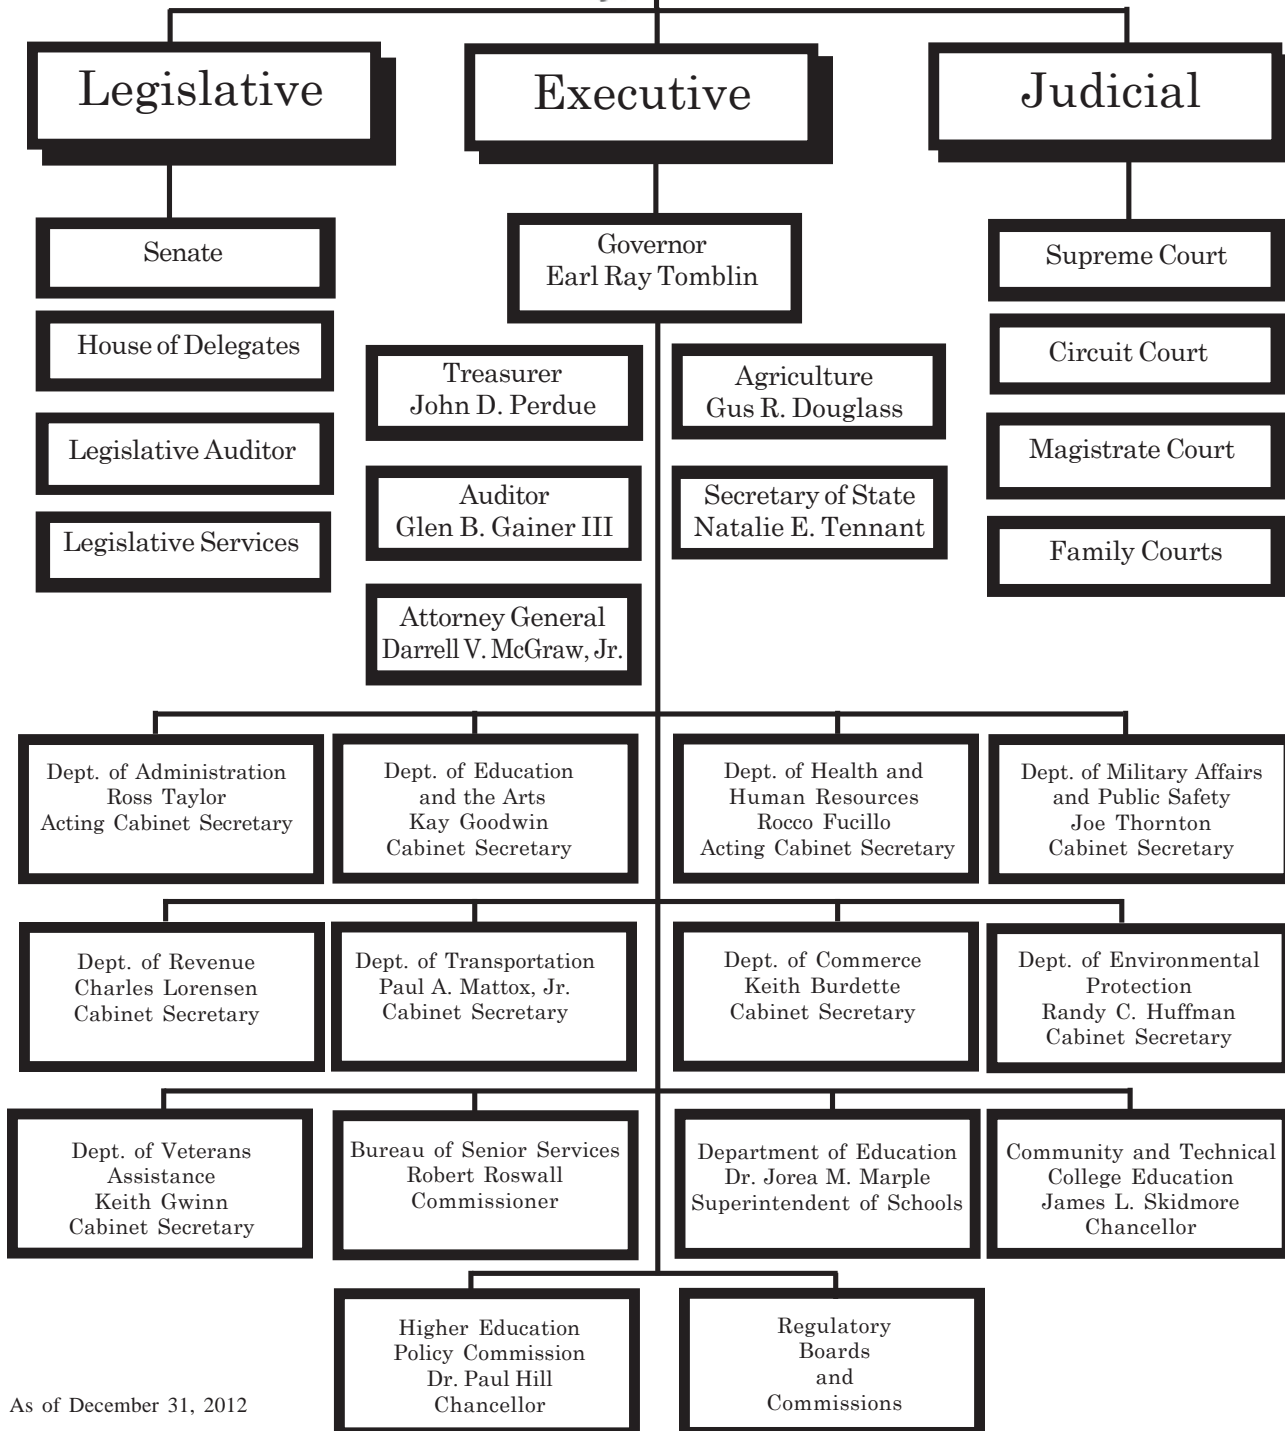 Legislative
Executive
Judicial
Senate
House of Delegates
Legislative Auditor
Legislative Services
Governor
Earl Ray Tomblin
Treasurer
John D. Perdue
Agriculture
Gus R. Douglass
Auditor
Glen B. Gainer III
Secretary of State
Natalie E. Tennant
Attorney General
Darrell V. McGraw, Jr.
Supreme Court
Circuit Court
Magistrate Court
Family Courts
Dept. of Administration
Ross Taylor
Acting Cabinet Secretary
Dept. of Education
and the Arts
Kay Goodwin
Cabinet Secretary
Dept. of Health and
Human Resources
Rocco Fucillo
Acting Cabinet Secretary
Dept. of Military Affairs
and Public Safety
Joe Thornton
Cabinet Secretary
Dept. of Revenue
Charles Lorensen
Cabinet Secretary
Dept. of Transportation
Paul A. Mattox, Jr.
Cabinet Secretary
Dept. of Commerce
Keith Burdette
Cabinet Secretary
Dept. of Environmental
Protection
Randy C. Huffman
Cabinet Secretary
Dept. of Veterans
Assistance
Keith Gwinn
Cabinet Secretary
Bureau of Senior Services
Robert Roswall
Commissioner
Department of Education
Dr. Jorea M. Marple
Superintendent of Schools
Community and Technical
College Education
James L. Skidmore
Chancellor
Higher Education
Policy Commission
Dr. Paul Hill
Chancellor
Regulatory
Boards
and
Commissions
As of December 31, 2012